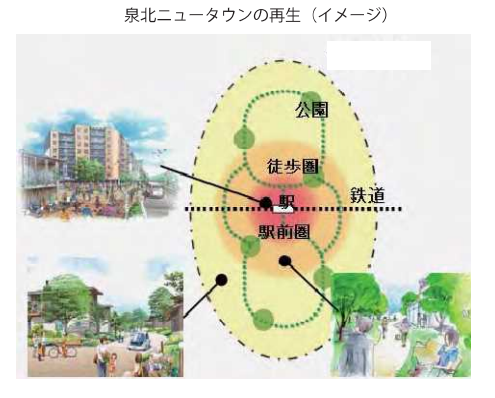 泉北ニュータウンの再生（イメージ）
公園
徒歩圏
駅
鉄道
駅前圏